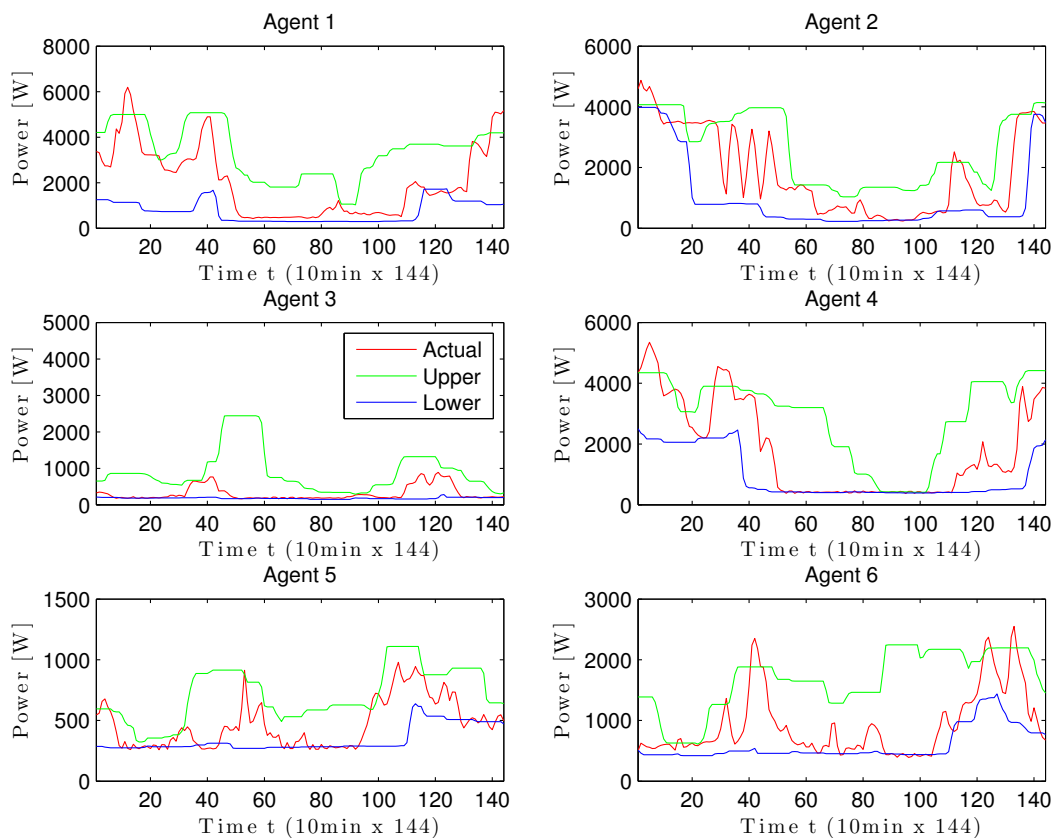 Agent 1
Power [W]
8000
6000
4000
2000
0
20 40 60 80 100 120 140
Time t (10min x 144)
Agent 2
Power [W]
6000
4000
2000
0
20 40 60 80 100 120 140
Time t (10min x 144)
Agent 3
Power [W]
5000
4000
3000
2000
1000
0
Actual
Upper
Lower
20 40 60 80 100 120 140
Time t (10min x 144)
Agent 4
Power [W]
6000
4000
2000
0
20 40 60 80 100 120 140
Time t (10min x 144)
Agent 5
Power [W]
1500
1000
500
0
20 40 60 80 100 120 140
Time t (10min x 144)
Agent 6
Power [W]
3000
2000
1000
0
20 40 60 80 100 120 140
Time t (10min x 144)